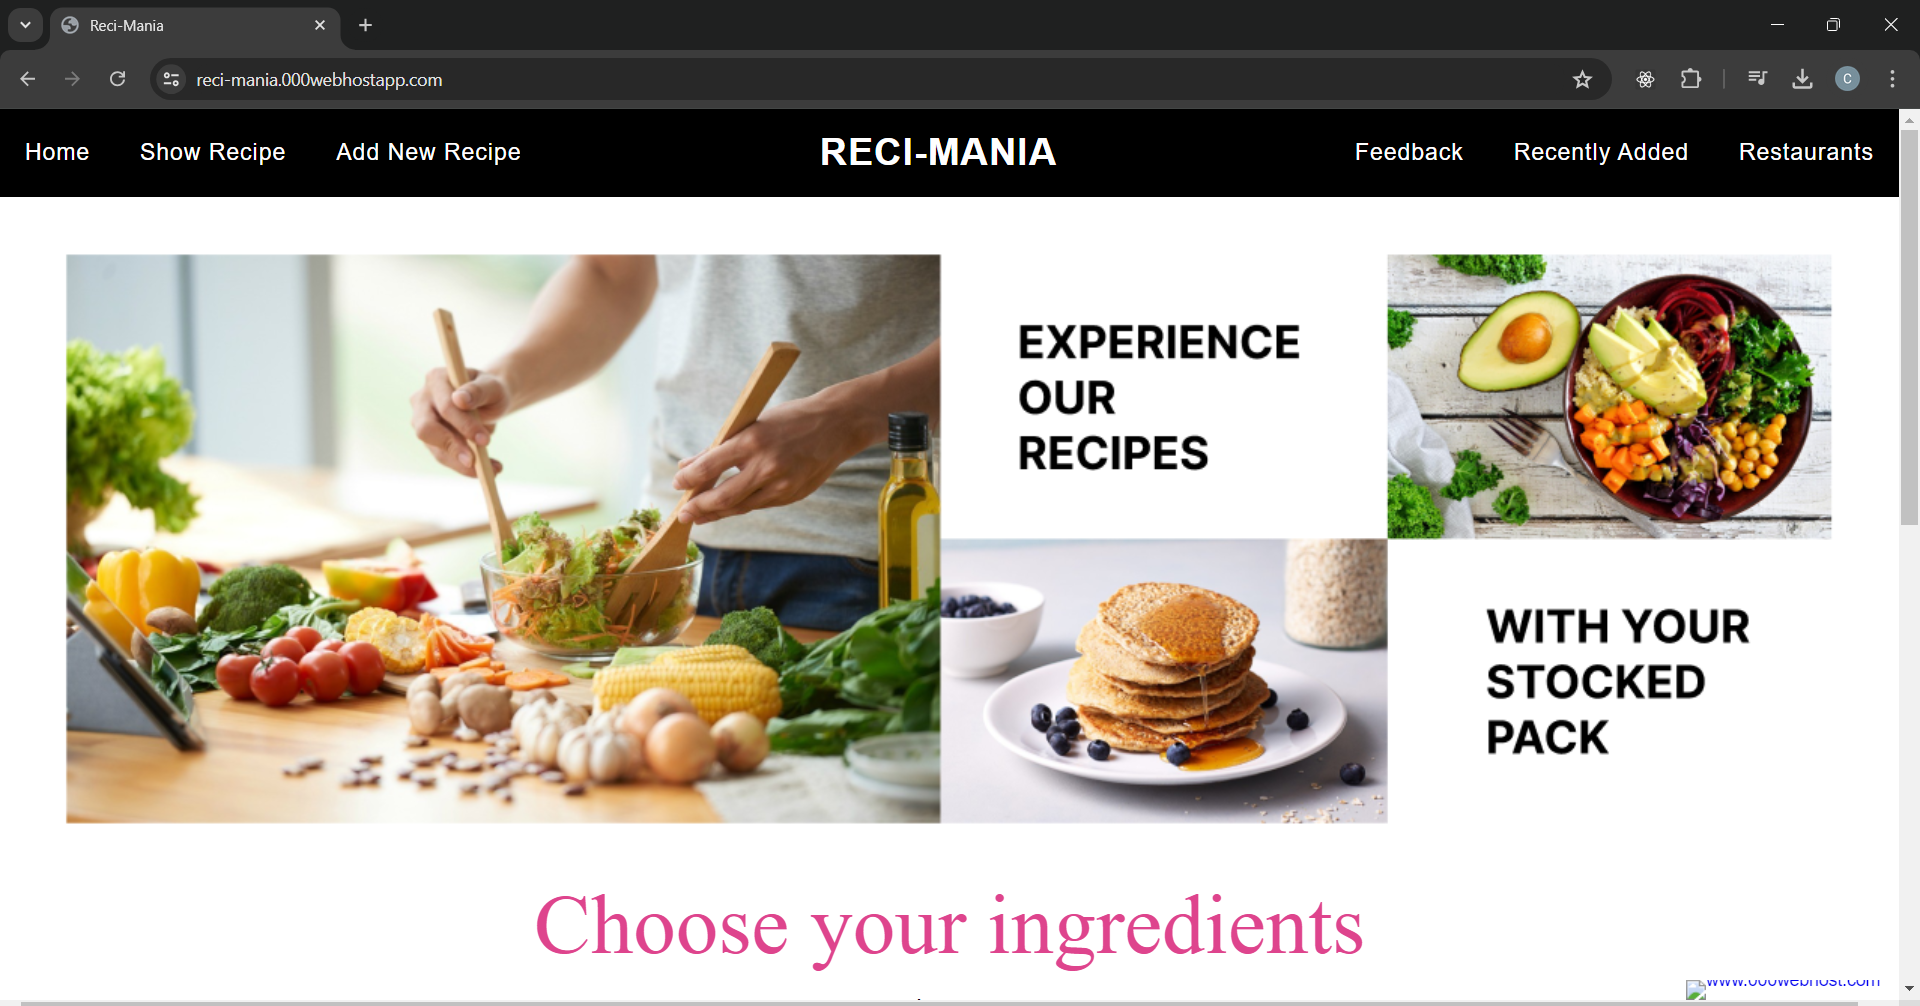 Reci-Mania
reci-mania.000webhostapp.com
C
Home Show Recipe Add New Recipe RECI-MANIA Feedback Recently Added Restaurants
EXPERIENCE
OUR
RECIPES
WITH YOUR
STOCKED
PACK
Choose your ingredients
www.000webhost.com